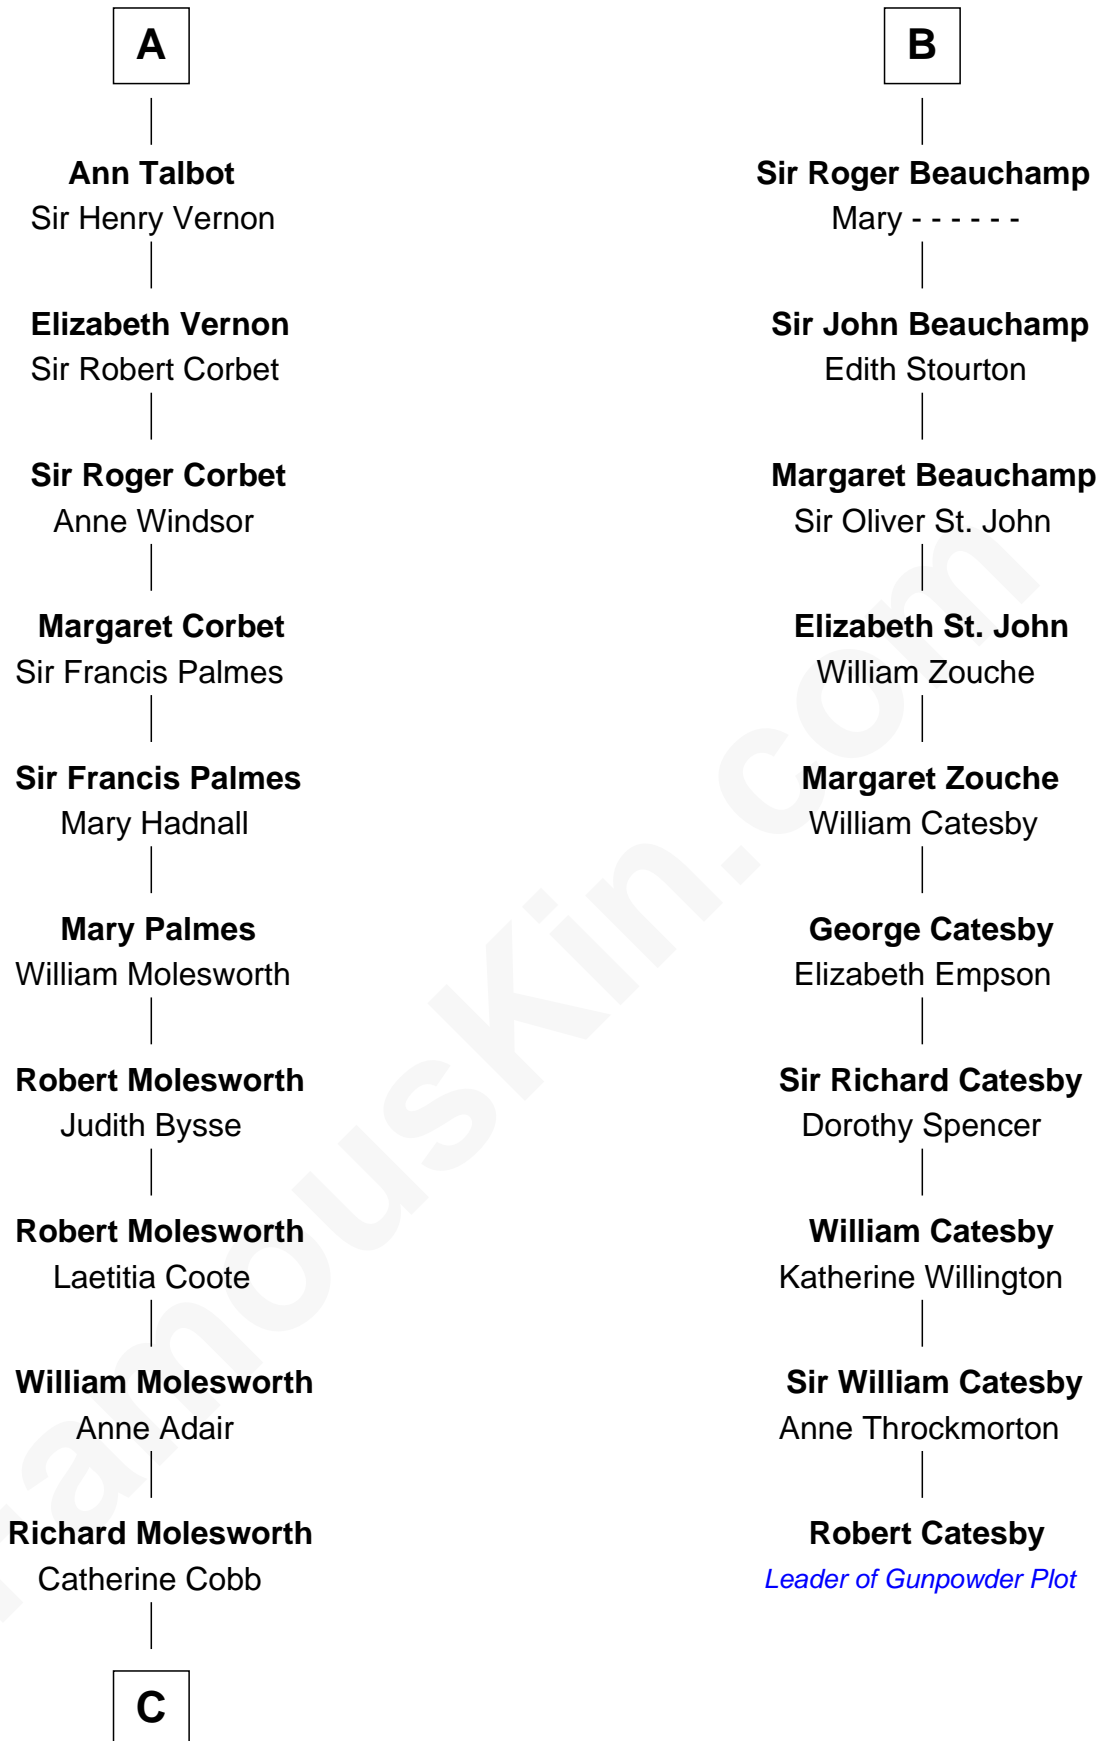 A
Ann Talbot
Sir Henry Vernon
Elizabeth Vernon
Sir Robert Corbet
Sir Roger Corbet
Anne Windsor
Margaret Corbet
Sir Francis Palmes
Sir Francis Palmes
Mary Hadnall
Mary Palmes
William Molesworth
Robert Molesworth
Judith Bysse
Robert Molesworth
Laetitia Coote
William Molesworth
Anne Adair
Richard Molesworth
Catherine Cobb
C
B
Sir Roger Beauchamp
Mary - - - - - -
Sir John Beauchamp
Edith Stourton
Margaret Beauchamp
Sir Oliver St. John
Elizabeth St. John
William Zouche
Margaret Zouche
William Catesby
George Catesby
Elizabeth Empson
Sir Richard Catesby
Dorothy Spencer
William Catesby
Katherine Willington
Sir William Catesby
Anne Throckmorton
Robert Catesby
Leader of Gunpowder Plot
FamousKin.com